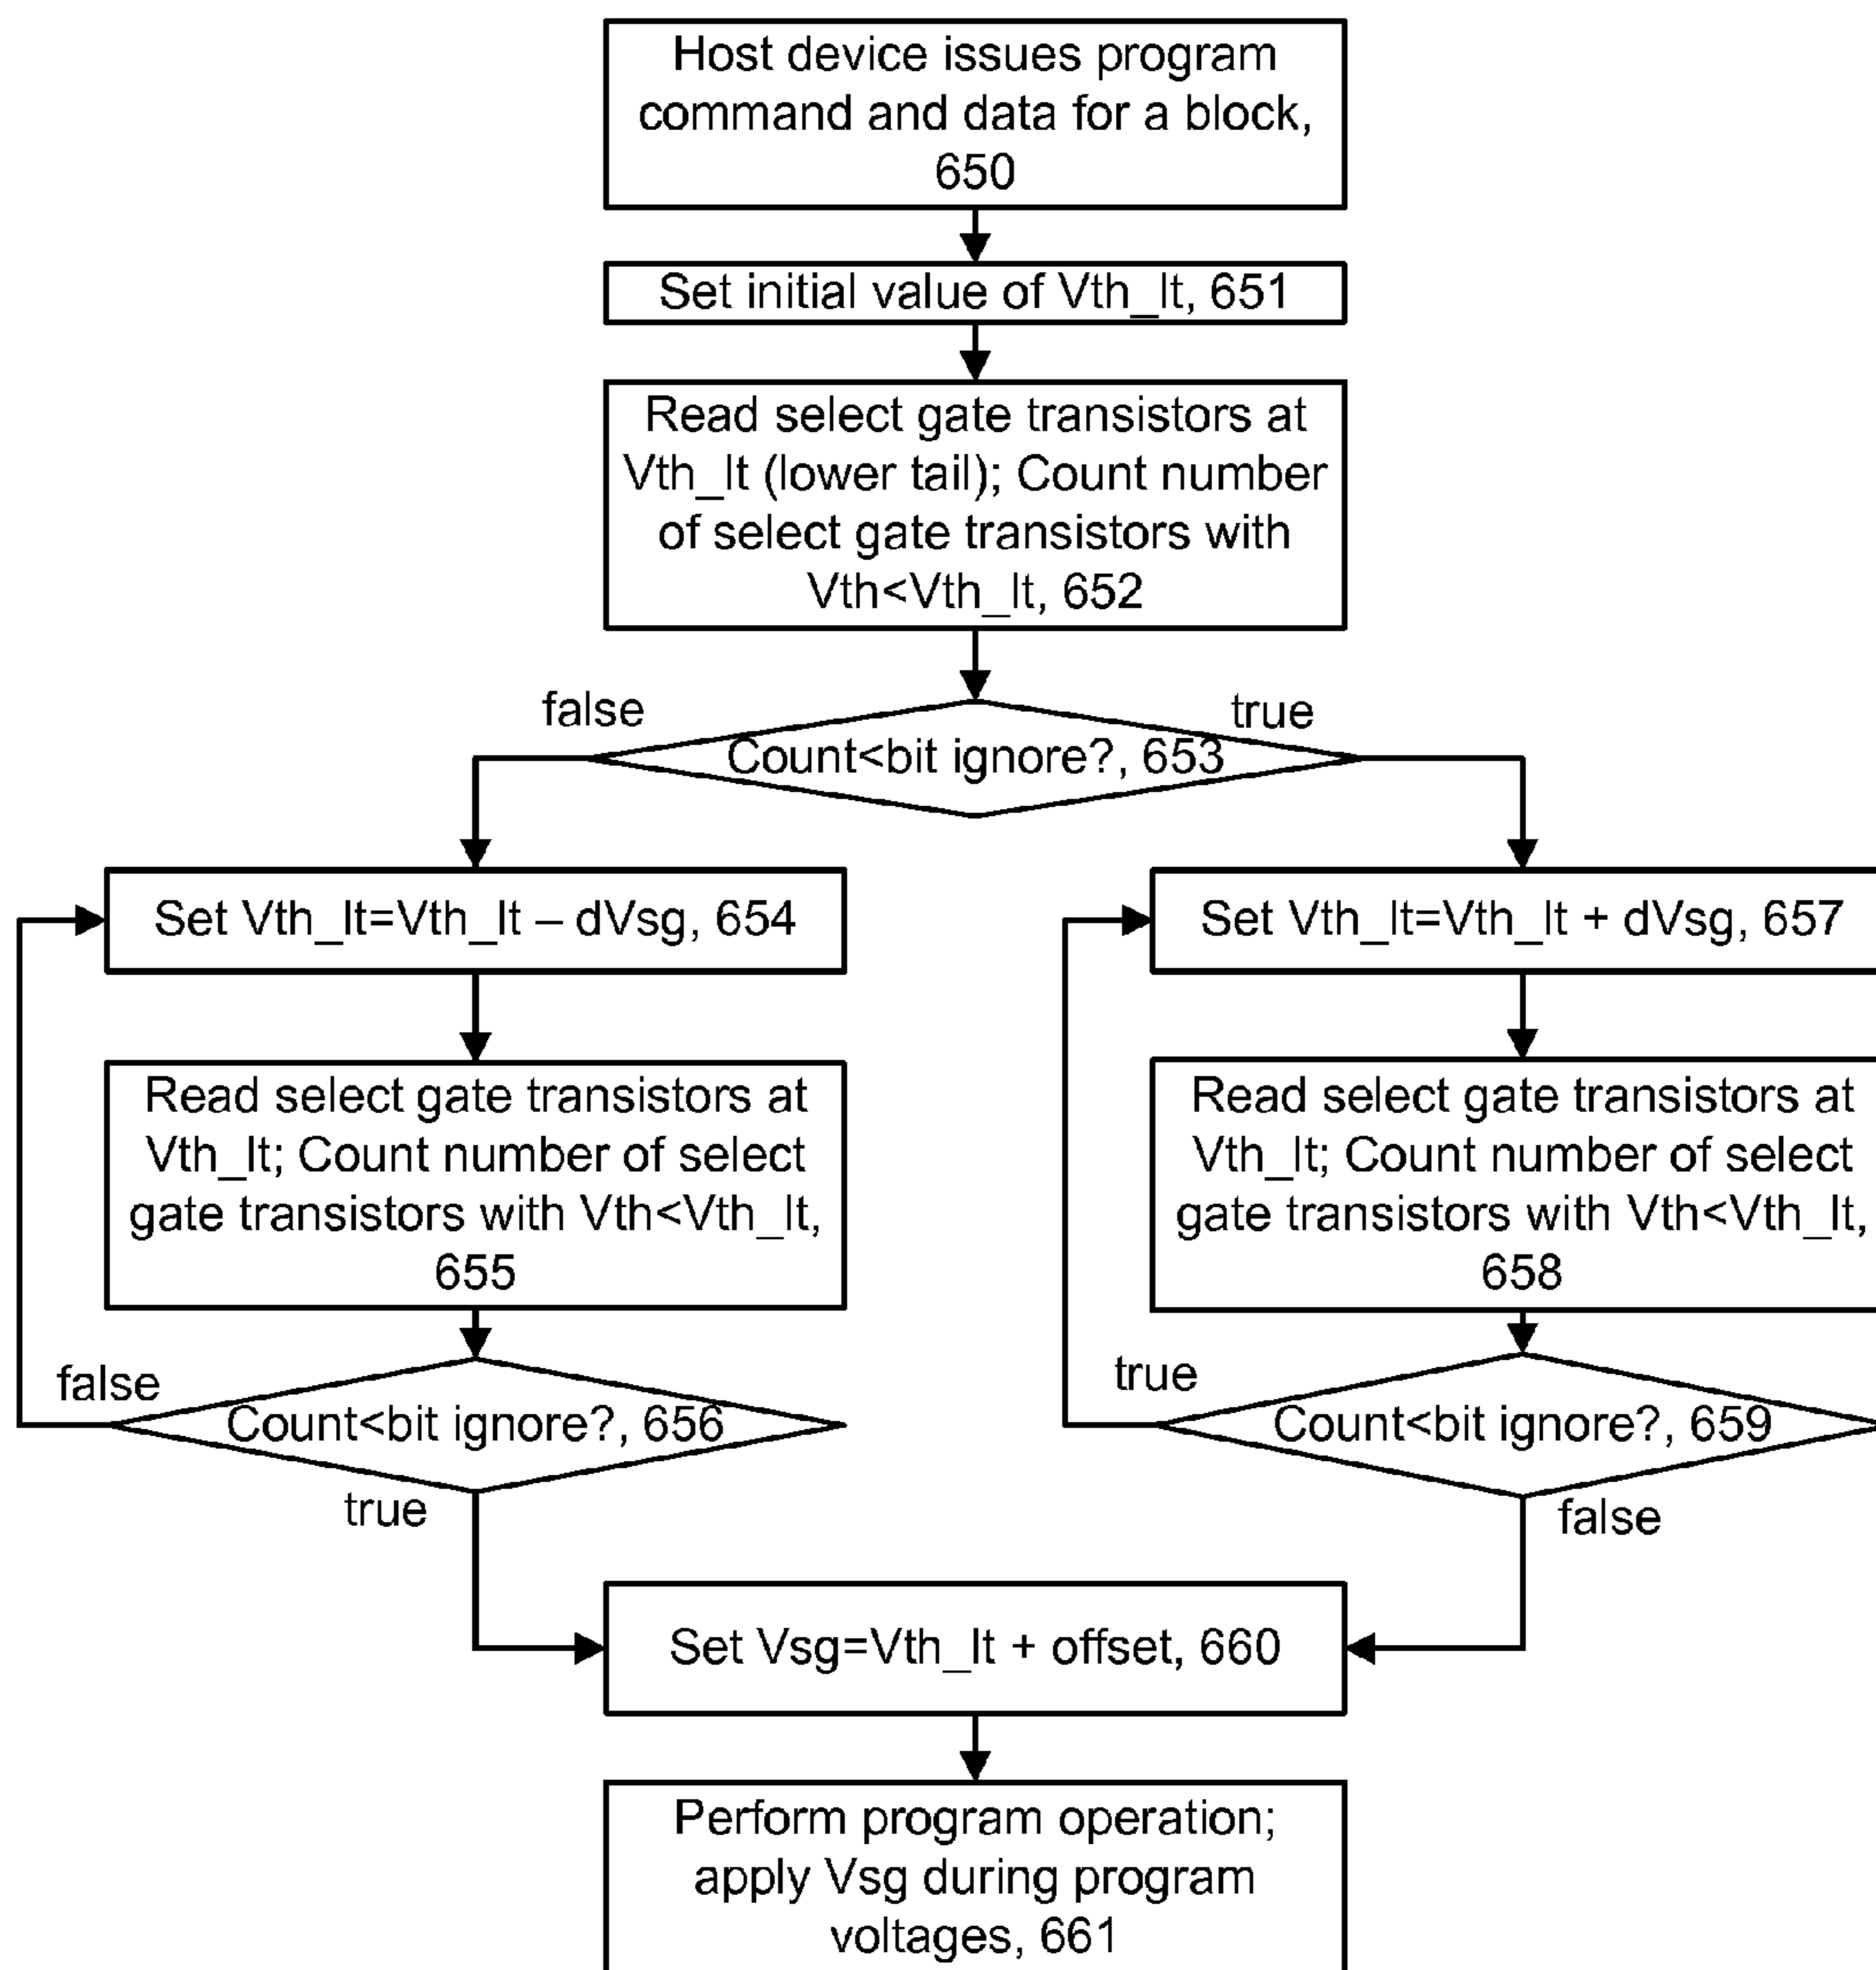 Host device issues program
command and data for a block,
650
Set initial value of Vth_lt, 651
Read select gate transistors at
Vth_lt (lower tail); Count number
of select gate transistors with
Vth<Vth_lt, 652
false
true
Count<bit ignore?, 653
Set Vth_lt=Vth_lt – dVsg, 654
Read select gate transistors at
Vth_lt; Count number of select
gate transistors with Vth<Vth_lt,
655
false
Count<bit ignore?, 656
true
Set Vth_lt=Vth_lt + dVsg, 657
Read select gate transistors at
Vth_lt; Count number of select
gate transistors with Vth<Vth_lt,
658
true
Count<bit ignore?, 659
false
Set Vsg=Vth_lt + offset, 660
Perform program operation;
apply Vsg during program
voltages, 661